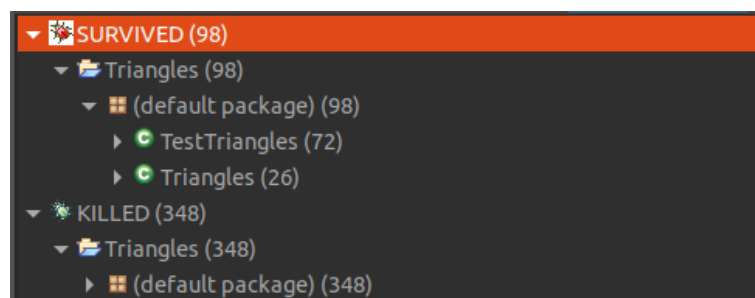 SURVIVED (98)
Triangles (98)
(default package) (98)
TestTriangles (72)
Triangles (26)
KILLED (348)
Triangles (348)
(default package) (348)